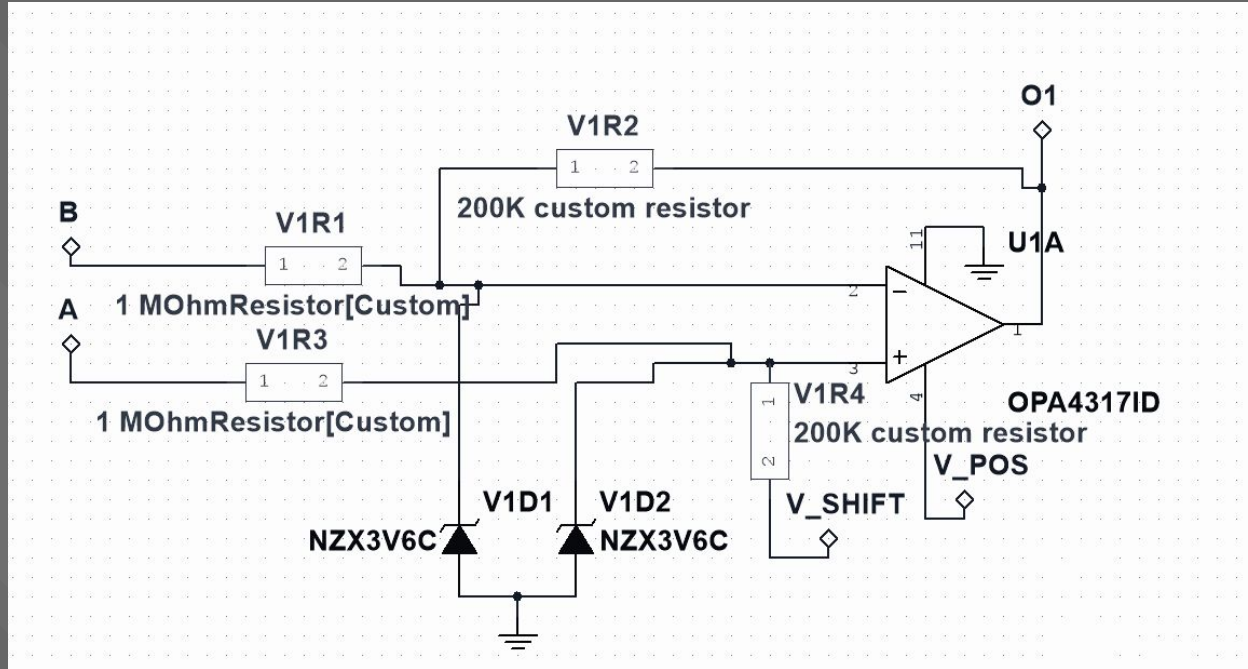 O1
V1R2
1 2
200K custom resistor
B
V1R1
1 2
1 MOhmResistor[Custom]
11
U1A
2
−
1
A
V1R3
1 2
1 MOhmResistor[Custom]
+
3
4
OPA4317ID
1
V1R4
200K custom resistor
2
V_POS
V1D1
V1D2
V_SHIFT
NZX3V6C
NZX3V6C